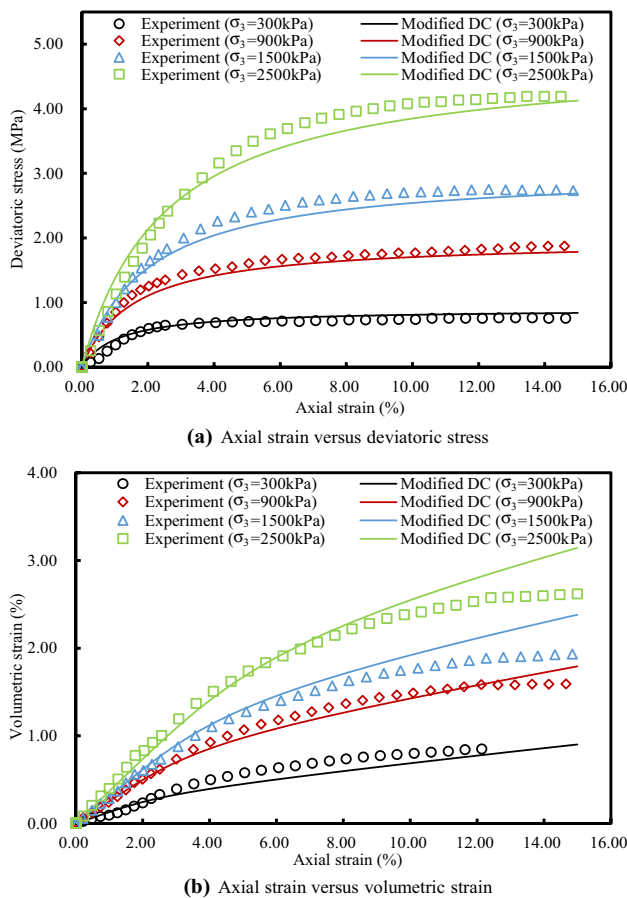 5.00
4.00
3.00
2.00
1.00
0.00
Deviatoric stress (MPa)
Experiment (σ3=300kPa) Modified DC (σ3=300kPa)
Experiment (σ3=900kPa) Modified DC (σ3=900kPa)
Experiment (σ3=1500kPa) Modified DC (σ3=1500kPa)
Experiment (σ3=2500kPa) Modified DC (σ3=2500kPa)
0.00 2.00 4.00 6.00 8.00 10.00 12.00 14.00 16.00
Axial strain (%)
(a) Axial strain versus deviatoric stress
4.00
3.00
2.00
1.00
0.00
Volumetric strain (%)
Experiment (σ3=300kPa) Modified DC (σ3=300kPa)
Experiment (σ3=900kPa) Modified DC (σ3=900kPa)
Experiment (σ3=1500kPa) Modified DC (σ3=1500kPa)
Experiment (σ3=2500kPa) Modified DC (σ3=2500kPa)
0.00 2.00 4.00 6.00 8.00 10.00 12.00 14.00 16.00
Axial strain (%)
(b) Axial strain versus volumetric strain